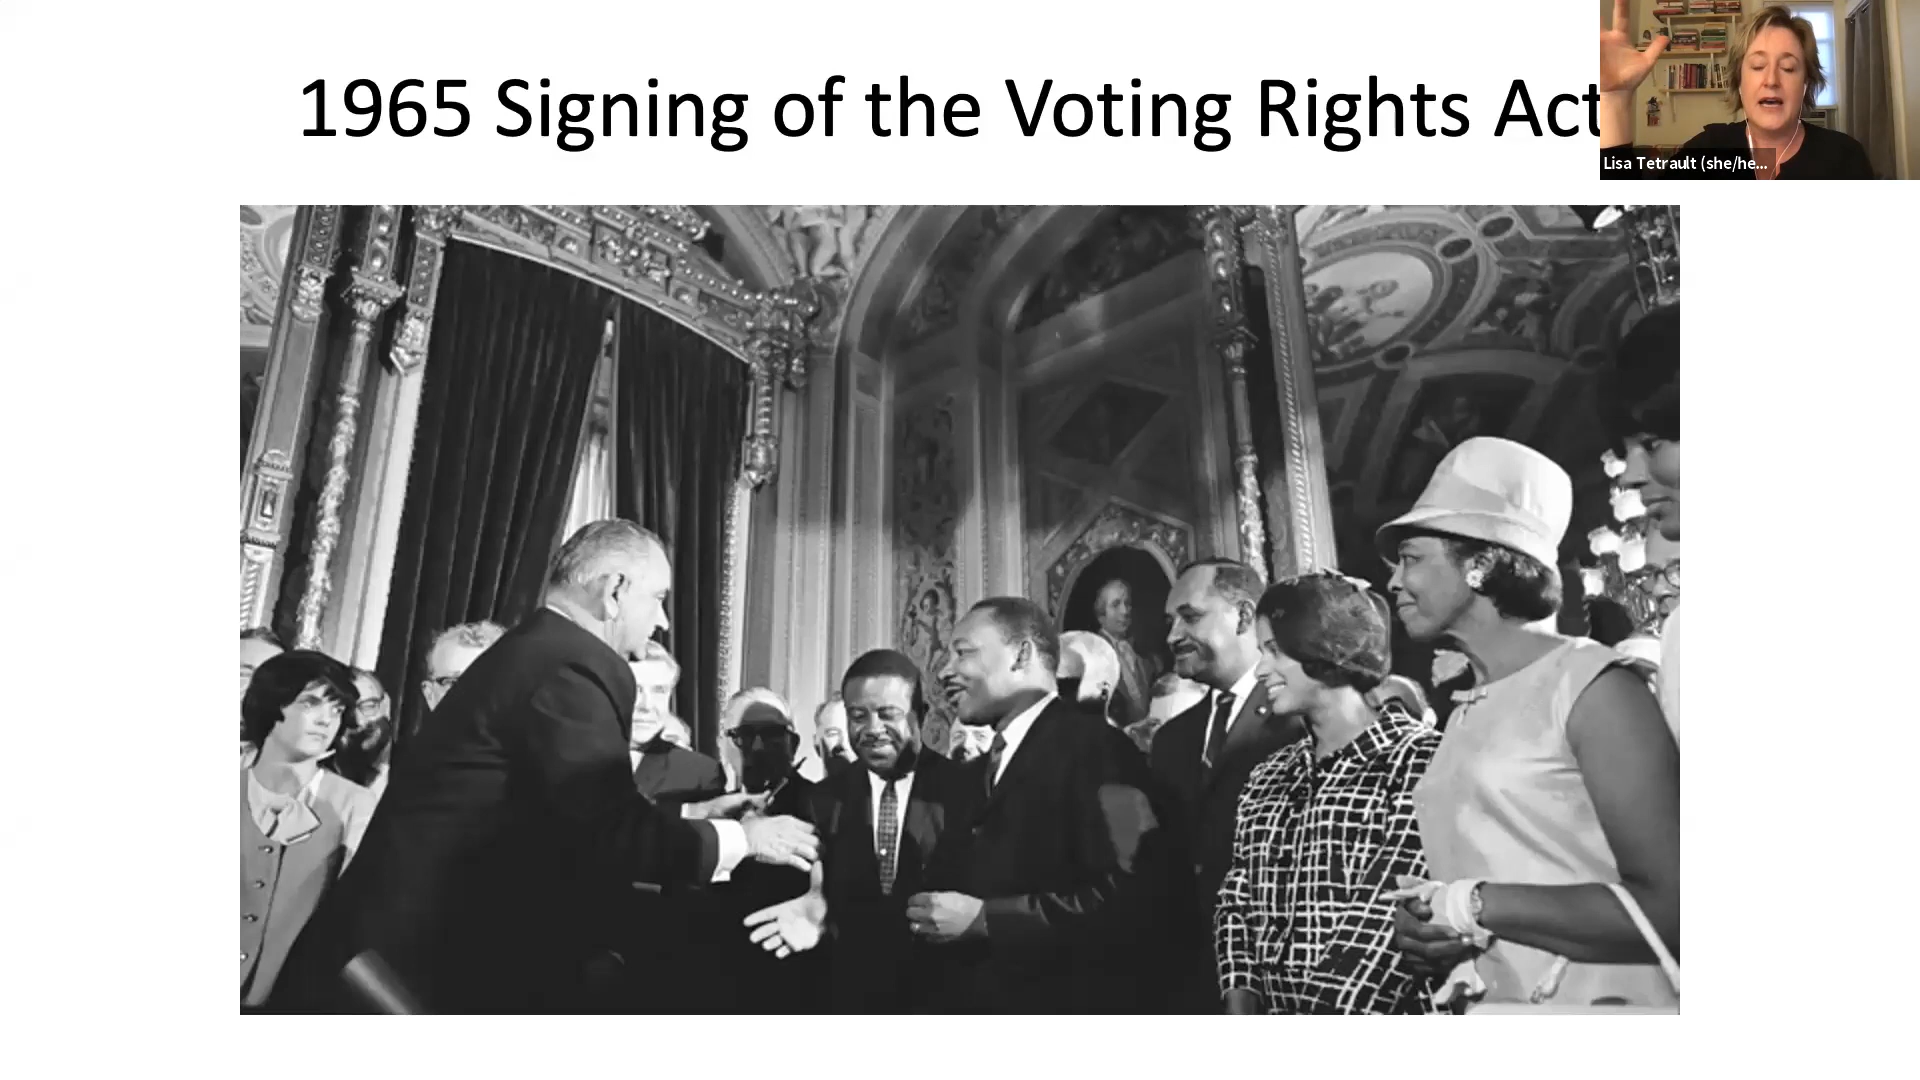 1965 Signing of the Voting Rights Act
Lisa Tetrault (she/he...